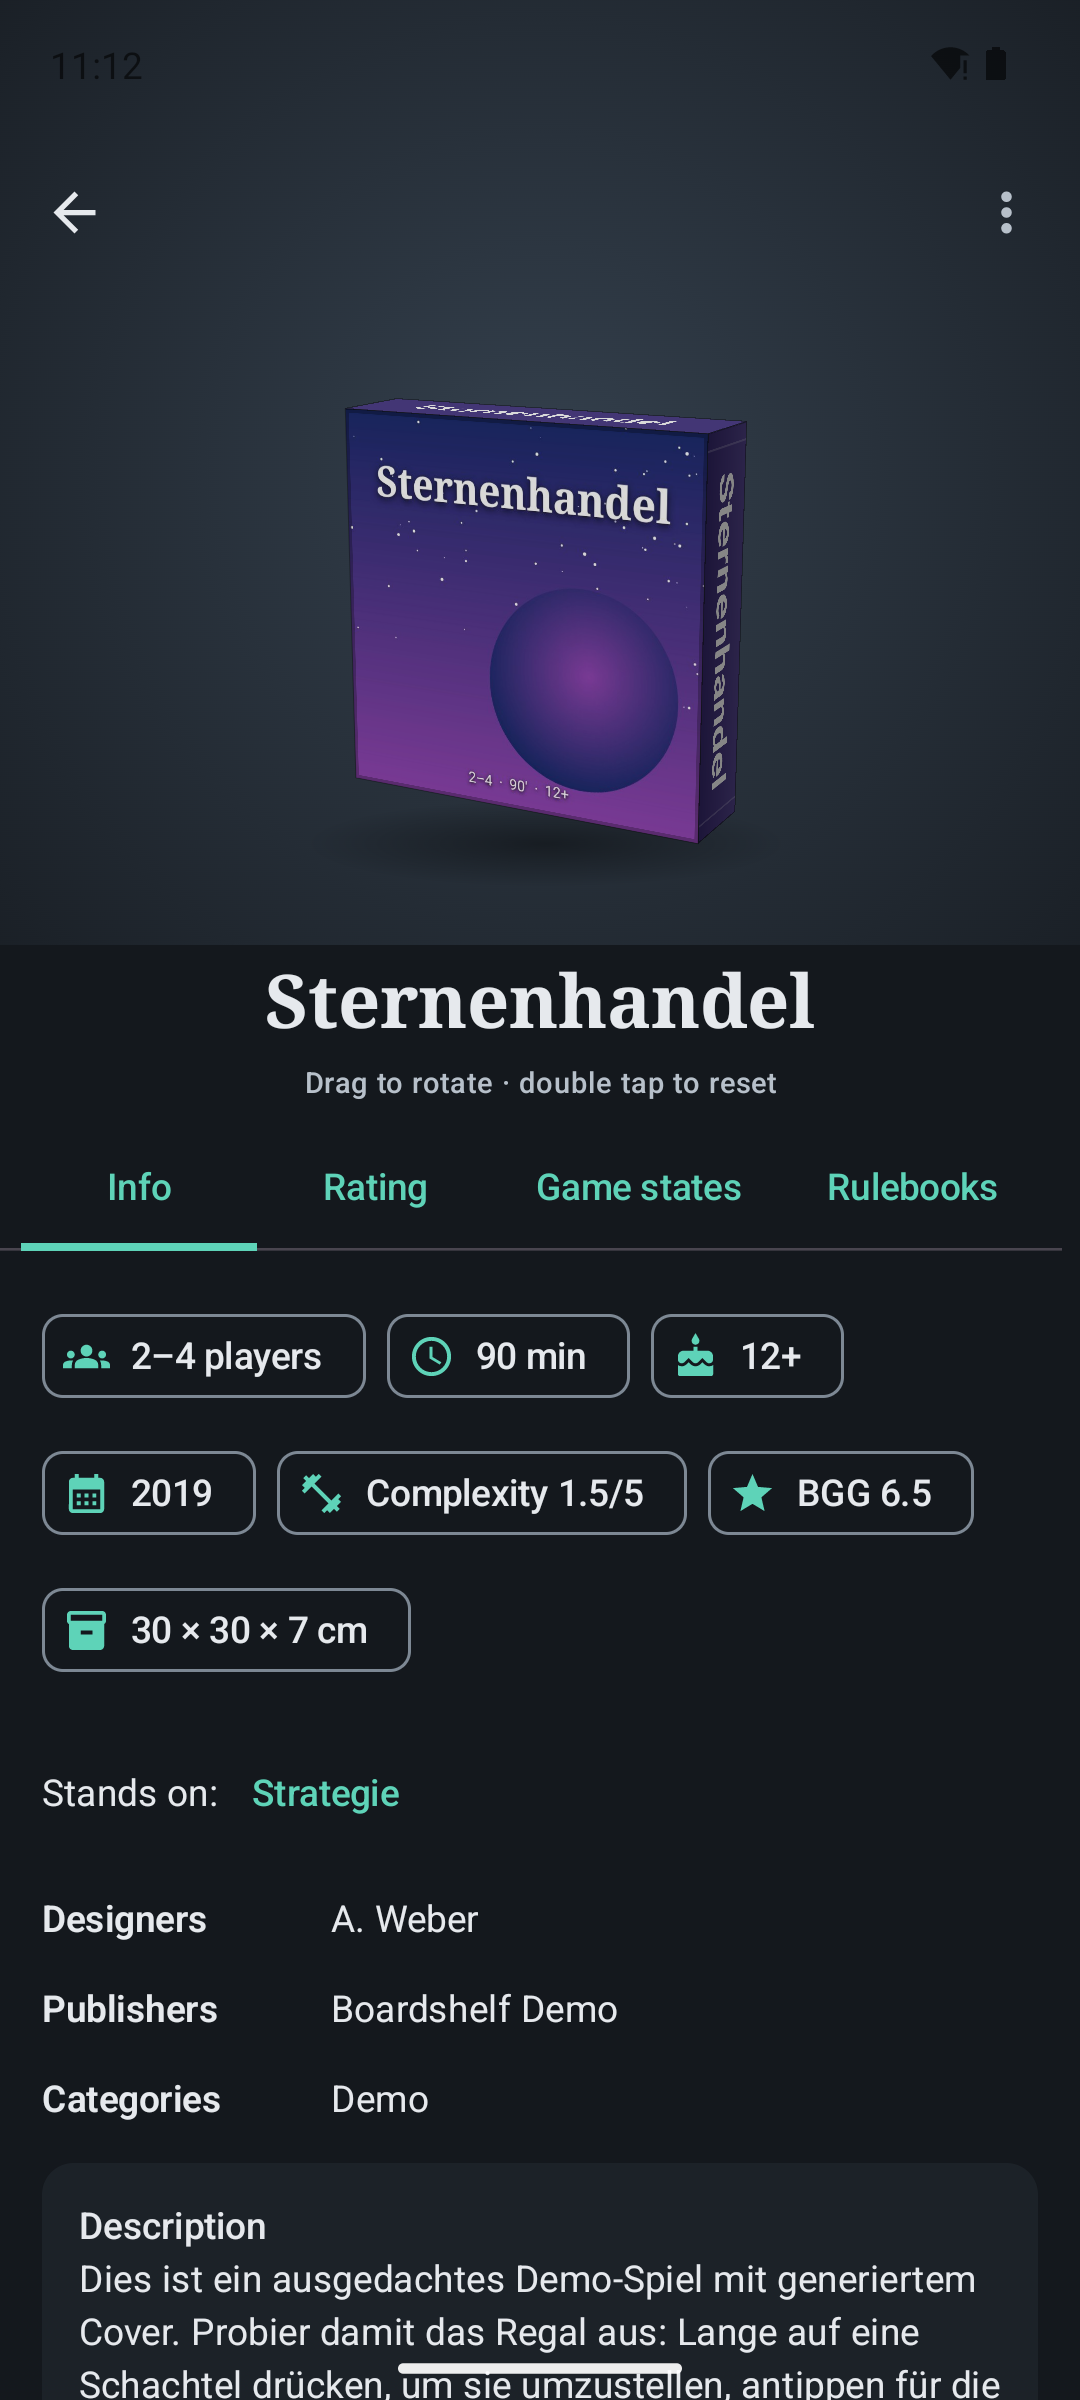 11:12
Sternenhandel
Sternenhandel
Sternenhandel
2–4 · 90' · 12+
Sternenhandel
Drag to rotate · double tap to reset
Info Rating Game states Rulebooks
2–4 players 90 min 12+
2019 Complexity 1.5/5 BGG 6.5
30 × 30 × 7 cm
Stands on: Strategie
Designers A. Weber
Publishers Boardshelf Demo
Categories Demo
Description
Dies ist ein ausgedachtes Demo-Spiel mit generiertem
Cover. Probier damit das Regal aus: Lange auf eine
Schachtel drücken, um sie umzustellen, antippen für die